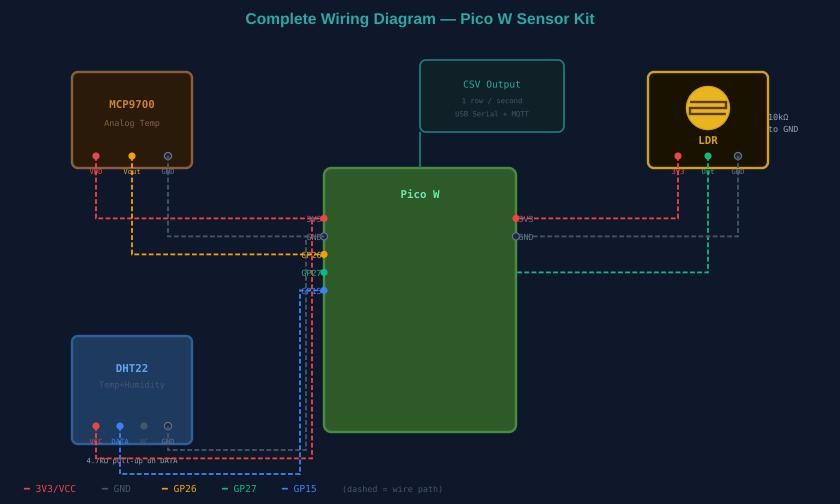 Complete Wiring Diagram — Pico W Sensor Kit
MCP9700
Analog Temp
VDD
Vout
GND
CSV Output
1 row / second
USB Serial + MQTT
LDR
3V3
Out
GND
10kΩ
to GND
Pico W
3V3
GND
GP26
GP27
GP15
3V3
GND
DHT22
Temp+Humidity
VCC
DATA
NC
GND
4.7kΩ pull-up on DATA
3V3/VCC
GND
GP26
GP27
GP15
(dashed = wire path)